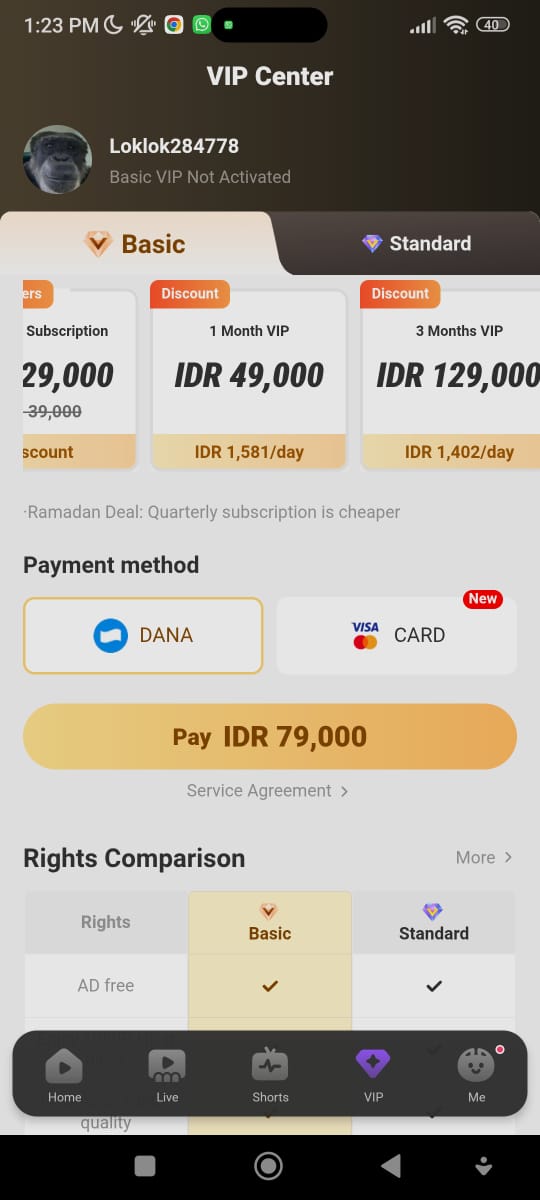 1:23 PM
40
VIP Center
Loklok284778
Basic VIP Not Activated
Basic
Standard
ers
Discount
Discount
Subscription
1 Month VIP
3 Months VIP
29,000
IDR 49,000
IDR 129,000
39,000
scount
IDR 1,581/day
IDR 1,402/day
·Ramadan Deal: Quarterly subscription is cheaper
Payment method
New
DANA
VISA
CARD
Pay IDR 79,000
Service Agreement >
Rights Comparison
More >
Rights
Basic
Standard
AD free
Home
Live
Shorts
VIP
Me
quality